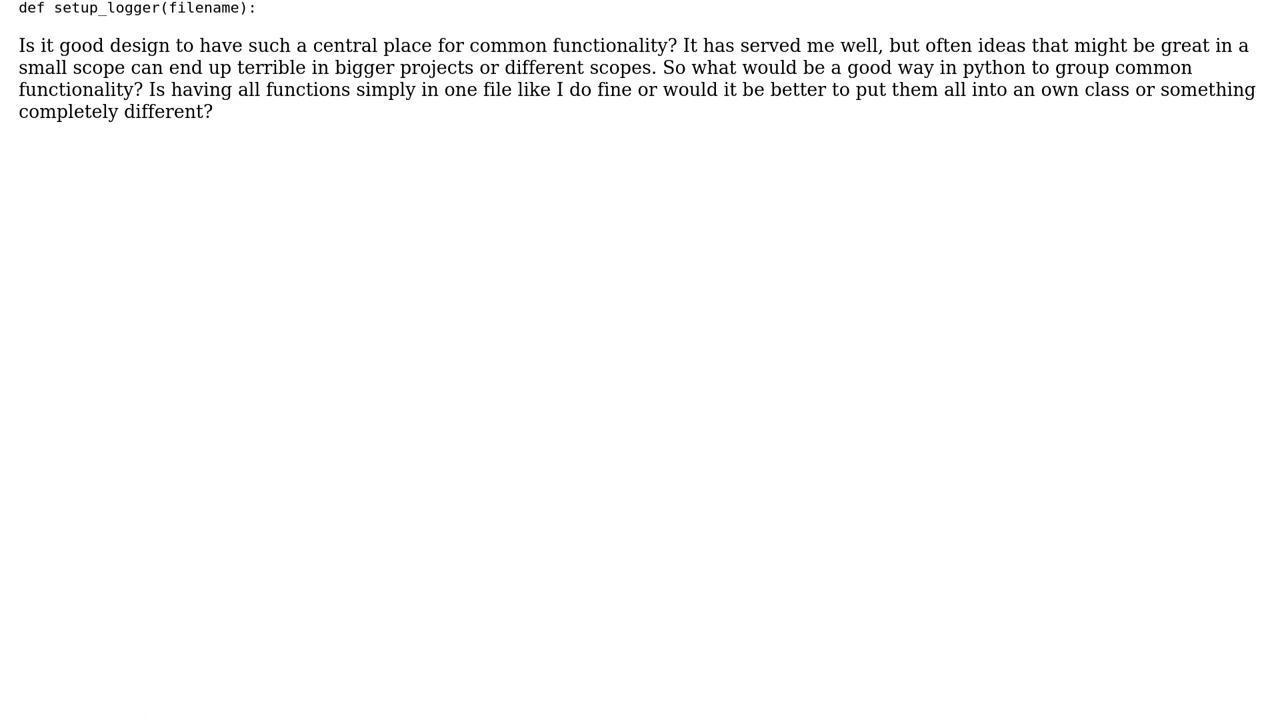 def setup_logger(filename):
Is it good design to have such a central place for common functionality? It has served me well, but often ideas that might be great in a
small scope can end up terrible in bigger projects or different scopes. So what would be a good way in python to group common
functionality? Is having all functions simply in one file like I do fine or would it be better to put them all into an own class or something
completely different?